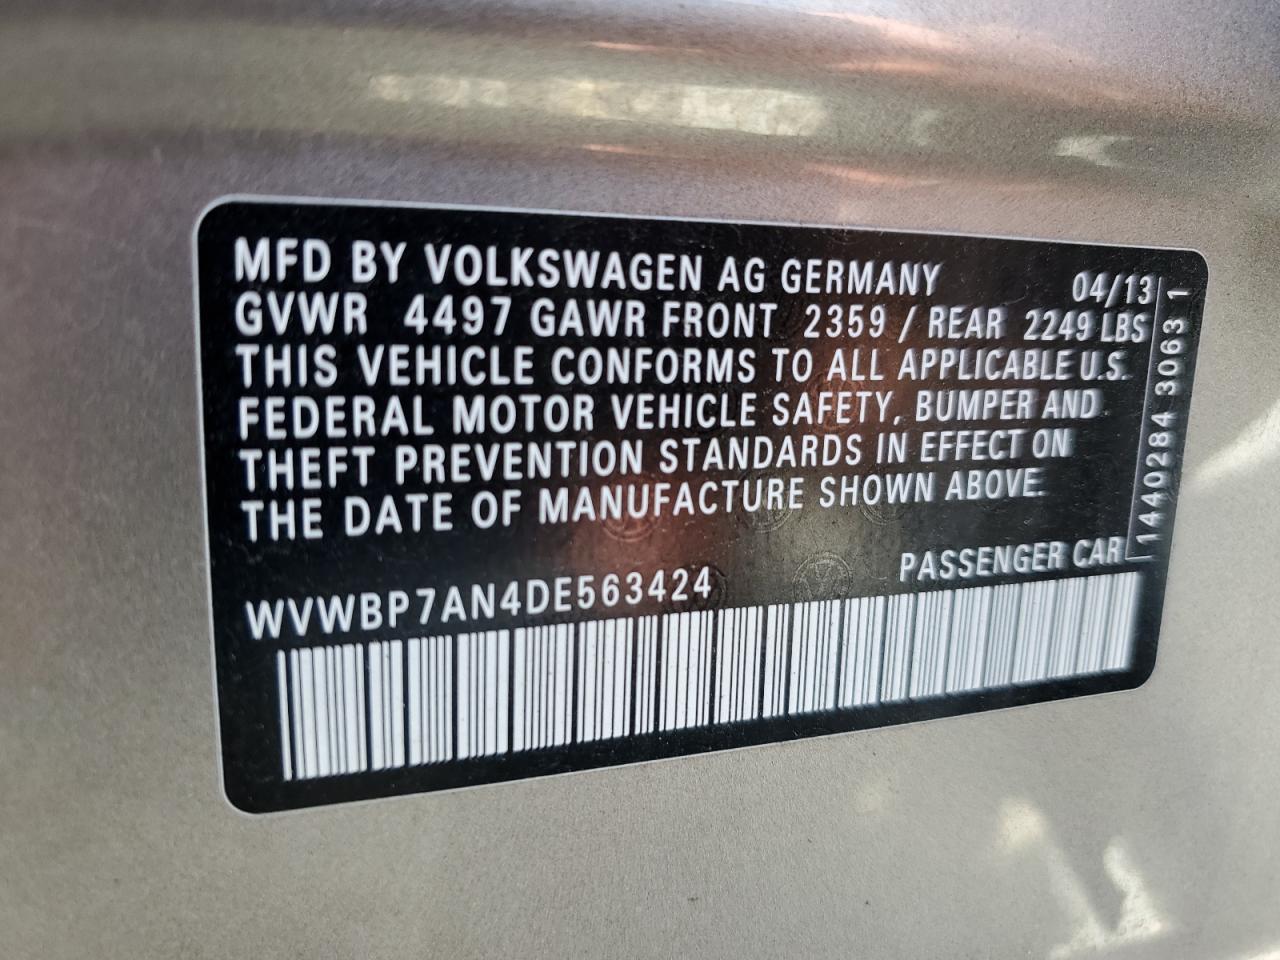 MFD BY VOLKSWAGEN AG GERMANY 04/13
GVWR 4497 GAWR FRONT 2359 / REAR 2249 LBS
THIS VEHICLE CONFORMS TO ALL APPLICABLE U.S.
FEDERAL MOTOR VEHICLE SAFETY, BUMPER AND
THEFT PREVENTION STANDARDS IN EFFECT ON
THE DATE OF MANUFACTURE SHOWN ABOVE.
WVWBP7AN4DE563424 PASSENGER CAR
1440284 3063 1